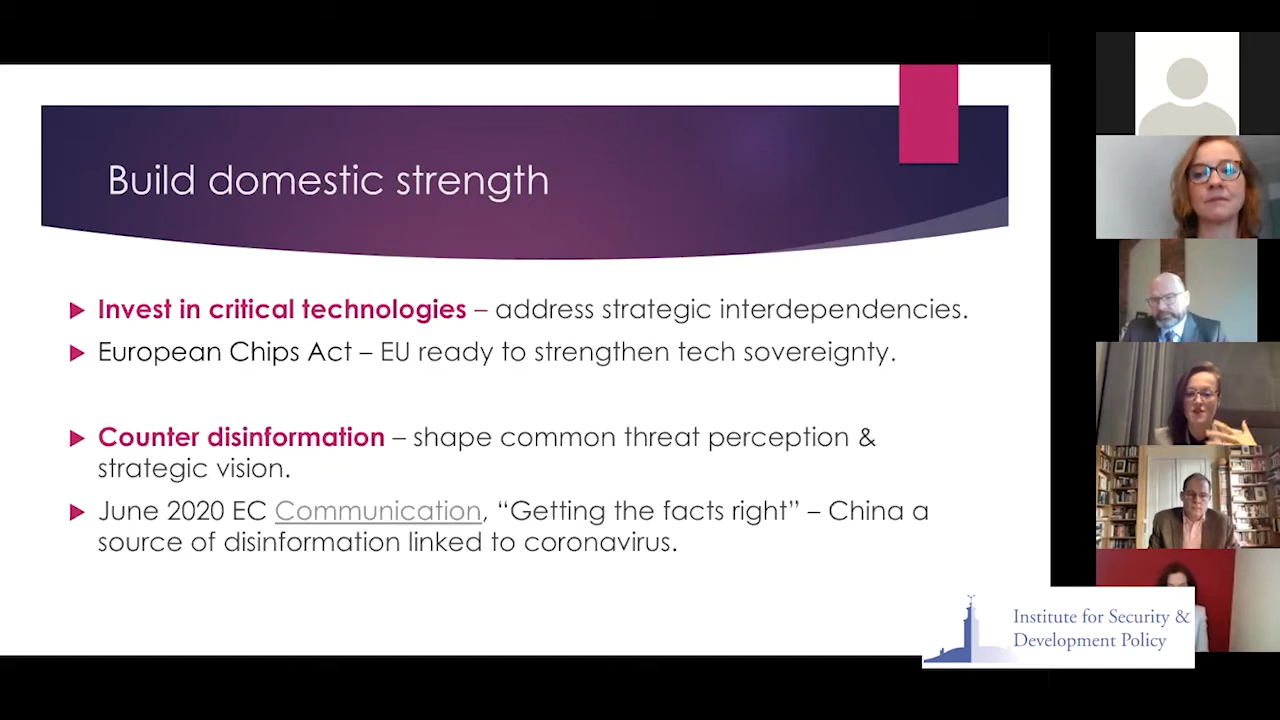 Build domestic strength
Invest in critical technologies – address strategic interdependencies.
European Chips Act – EU ready to strengthen tech sovereignty.
Counter disinformation – shape common threat perception &
strategic vision.
June 2020 EC Communication, “Getting the facts right” – China a
source of disinformation linked to coronavirus.
Institute for Security &
Development Policy